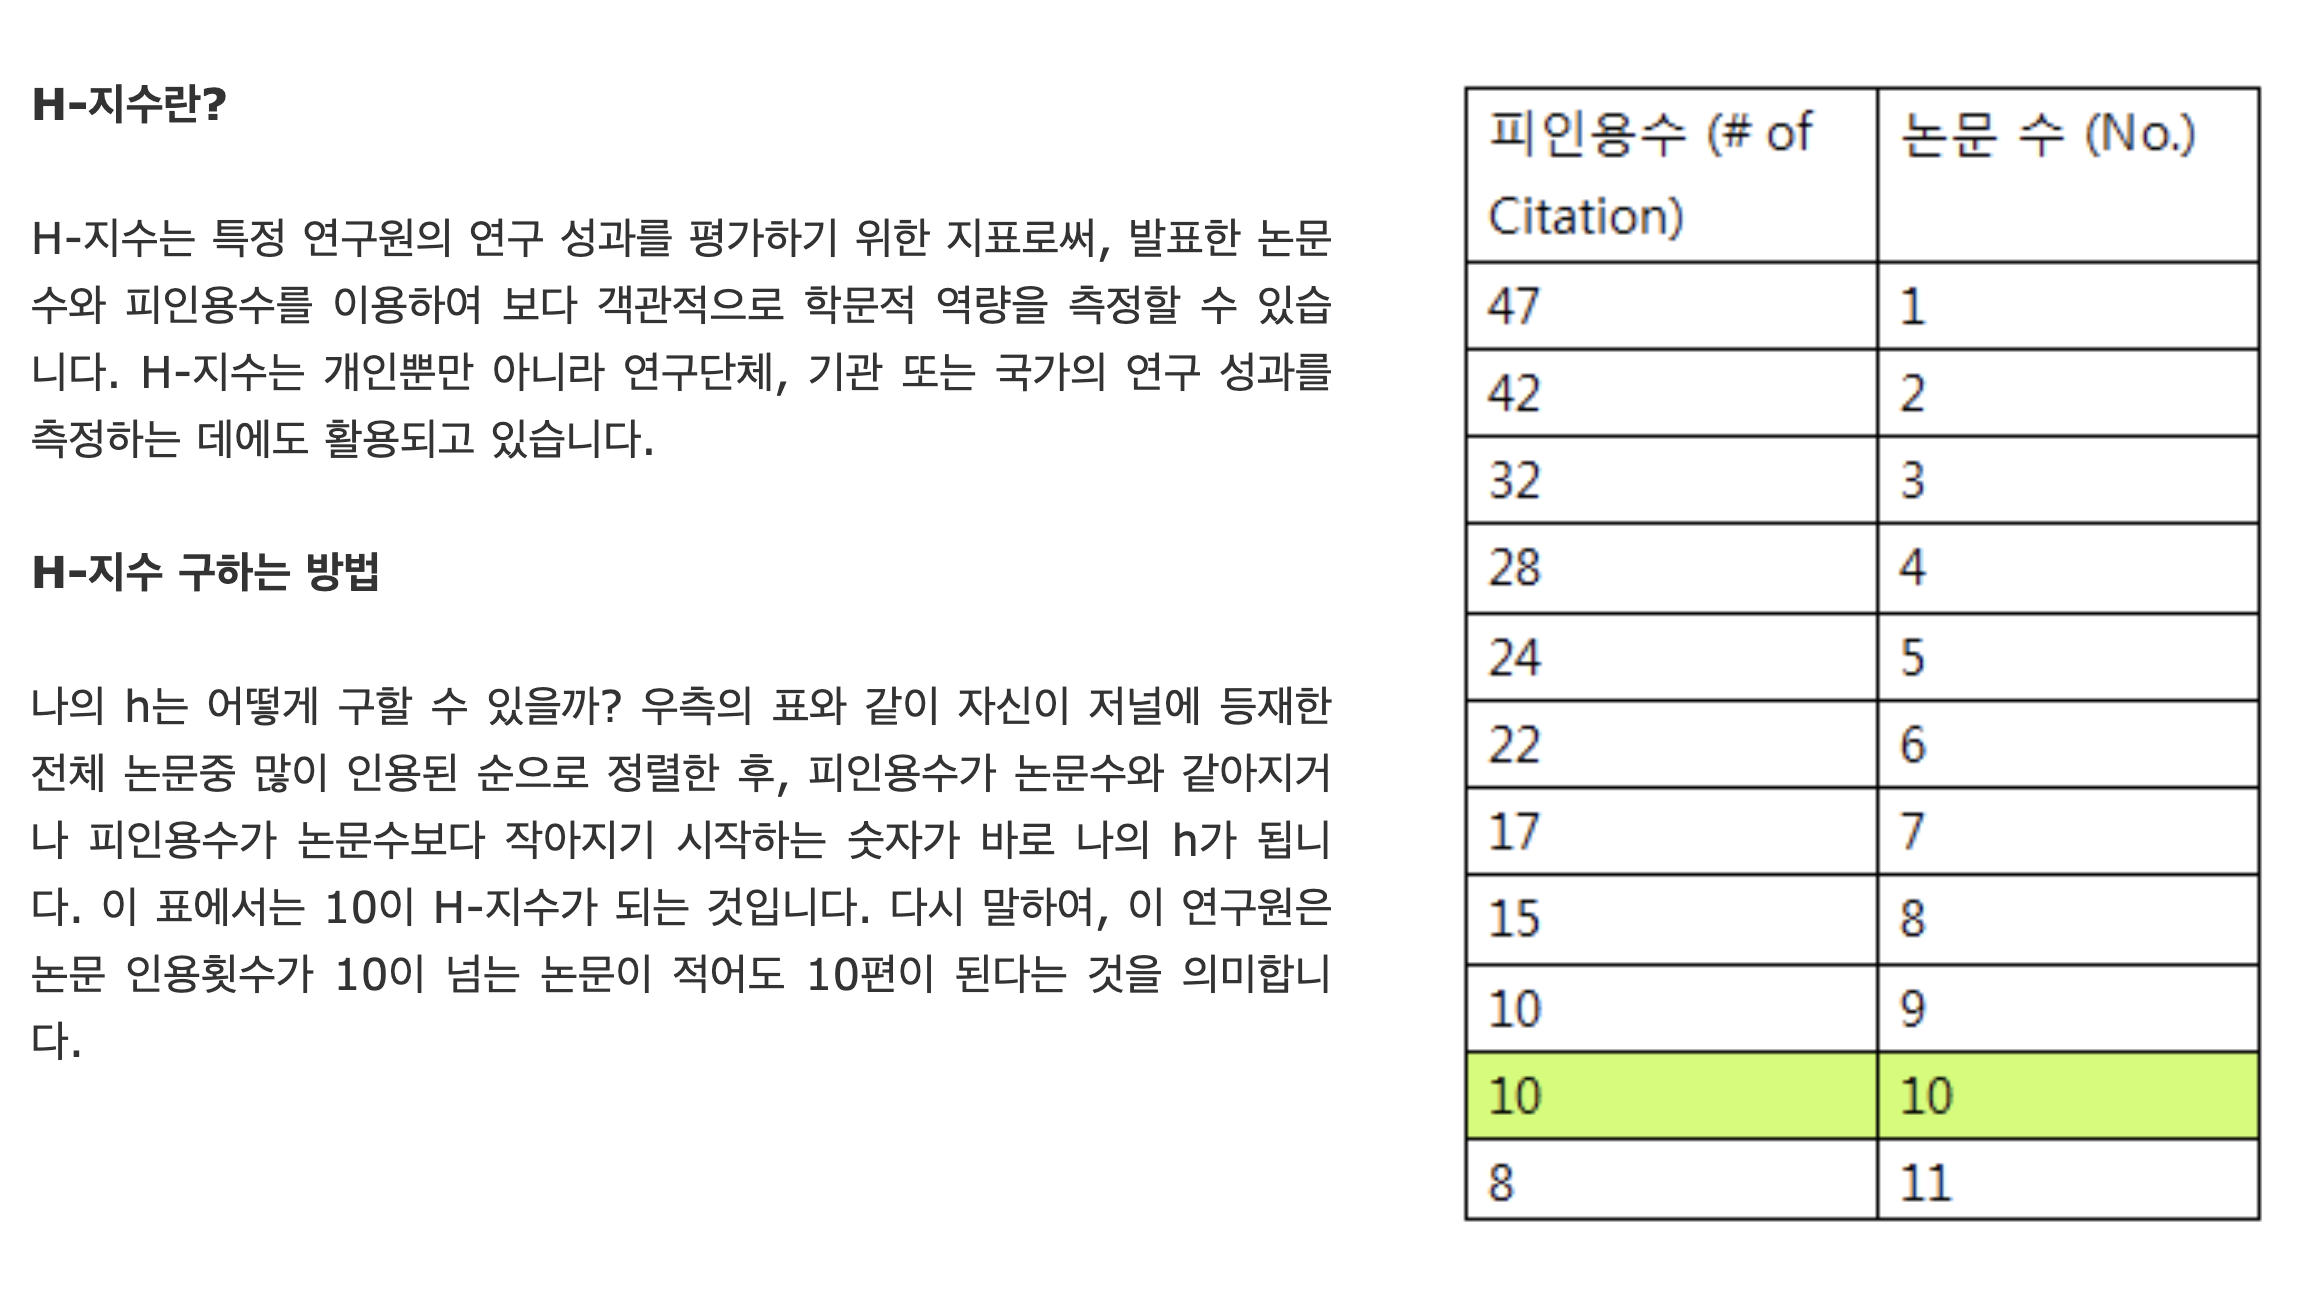 H-지수란?
H-지수는 특정 연구원의 연구 성과를 평가하기 위한 지표로써, 발표한 논문
수와 피인용수를 이용하여 보다 객관적으로 학문적 역량을 측정할 수 있습
니다. H-지수는 개인뿐만 아니라 연구단체, 기관 또는 국가의 연구 성과를
측정하는 데에도 활용되고 있습니다.
H-지수 구하는 방법
나의 h는 어떻게 구할 수 있을까? 우측의 표와 같이 자신이 저널에 등재한
전체 논문중 많이 인용된 순으로 정렬한 후, 피인용수가 논문수와 같아지거
나 피인용수가 논문수보다 작아지기 시작하는 숫자가 바로 나의 h가 됩니
다. 이 표에서는 10이 H-지수가 되는 것입니다. 다시 말하여, 이 연구원은
논문 인용횟수가 10이 넘는 논문이 적어도 10편이 된다는 것을 의미합니
다.
피인용수 (# of
Citation) 논문 수 (No.)
47 1
42 2
32 3
28 4
24 5
22 6
17 7
15 8
10 9
10 10
8 11